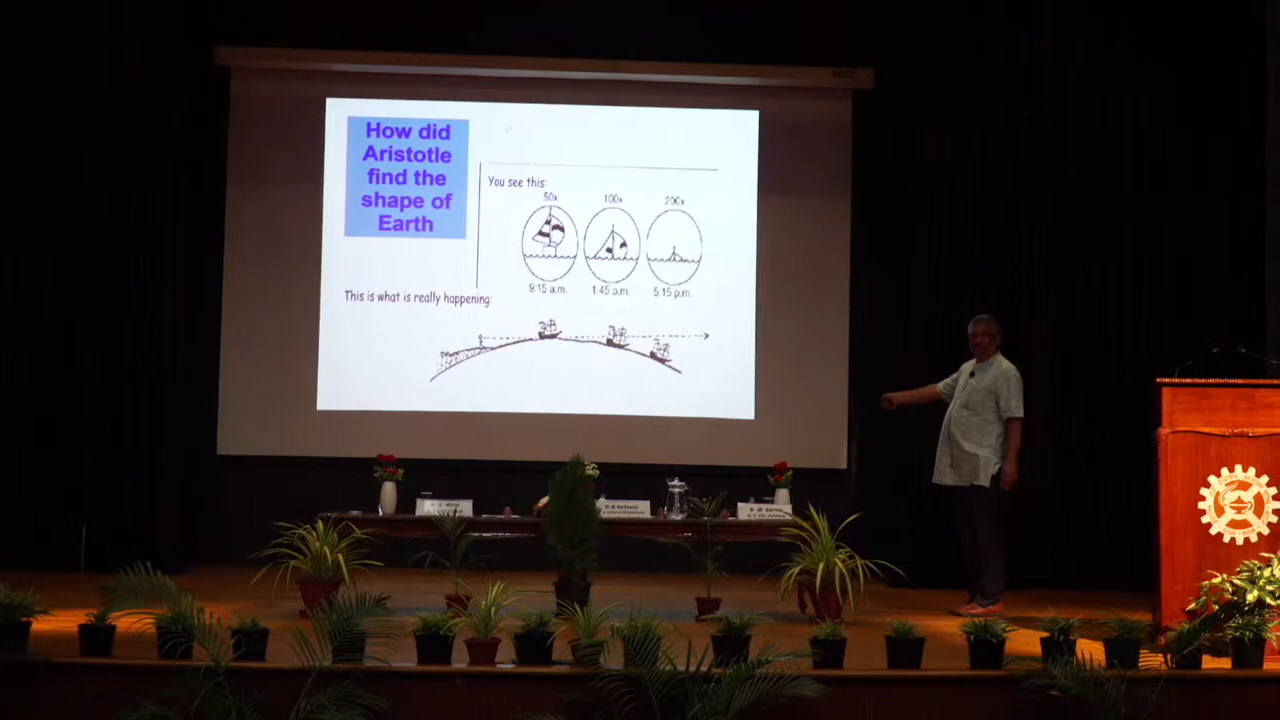 How did
Aristotle
find the
shape of
Earth
You see this:
50x 100x 200x
9:15 a.m. 1:45 p.m. 5:15 p.m.
This is what is really happening: